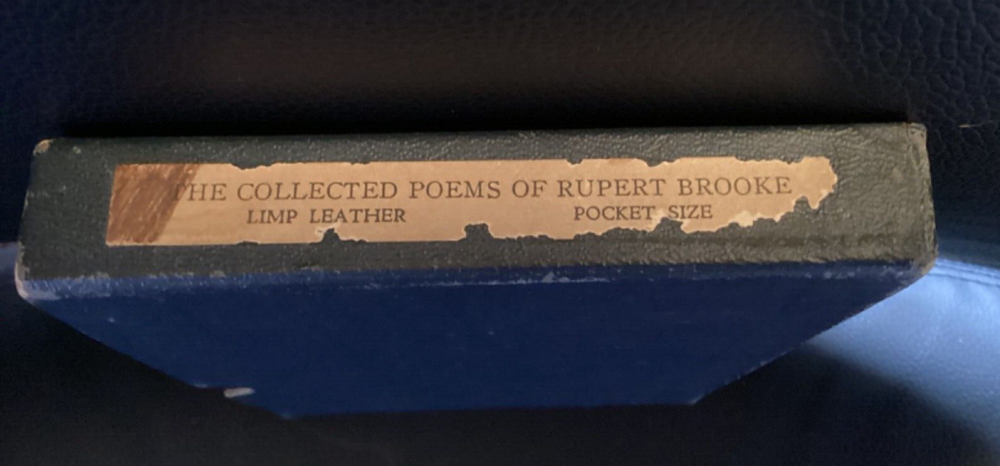 THE COLLECTED POEMS OF RUPERT BROOKE
LIMP LEATHER POCKET SIZE